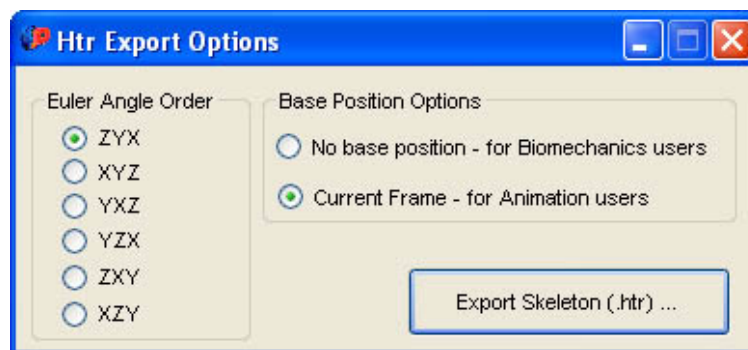 Htr Export Options
Euler Angle Order
ZYX
XYZ
YXZ
YZX
ZXY
XZY
Base Position Options
No base position - for Biomechanics users
Current Frame - for Animation users
Export Skeleton (.htr) ...